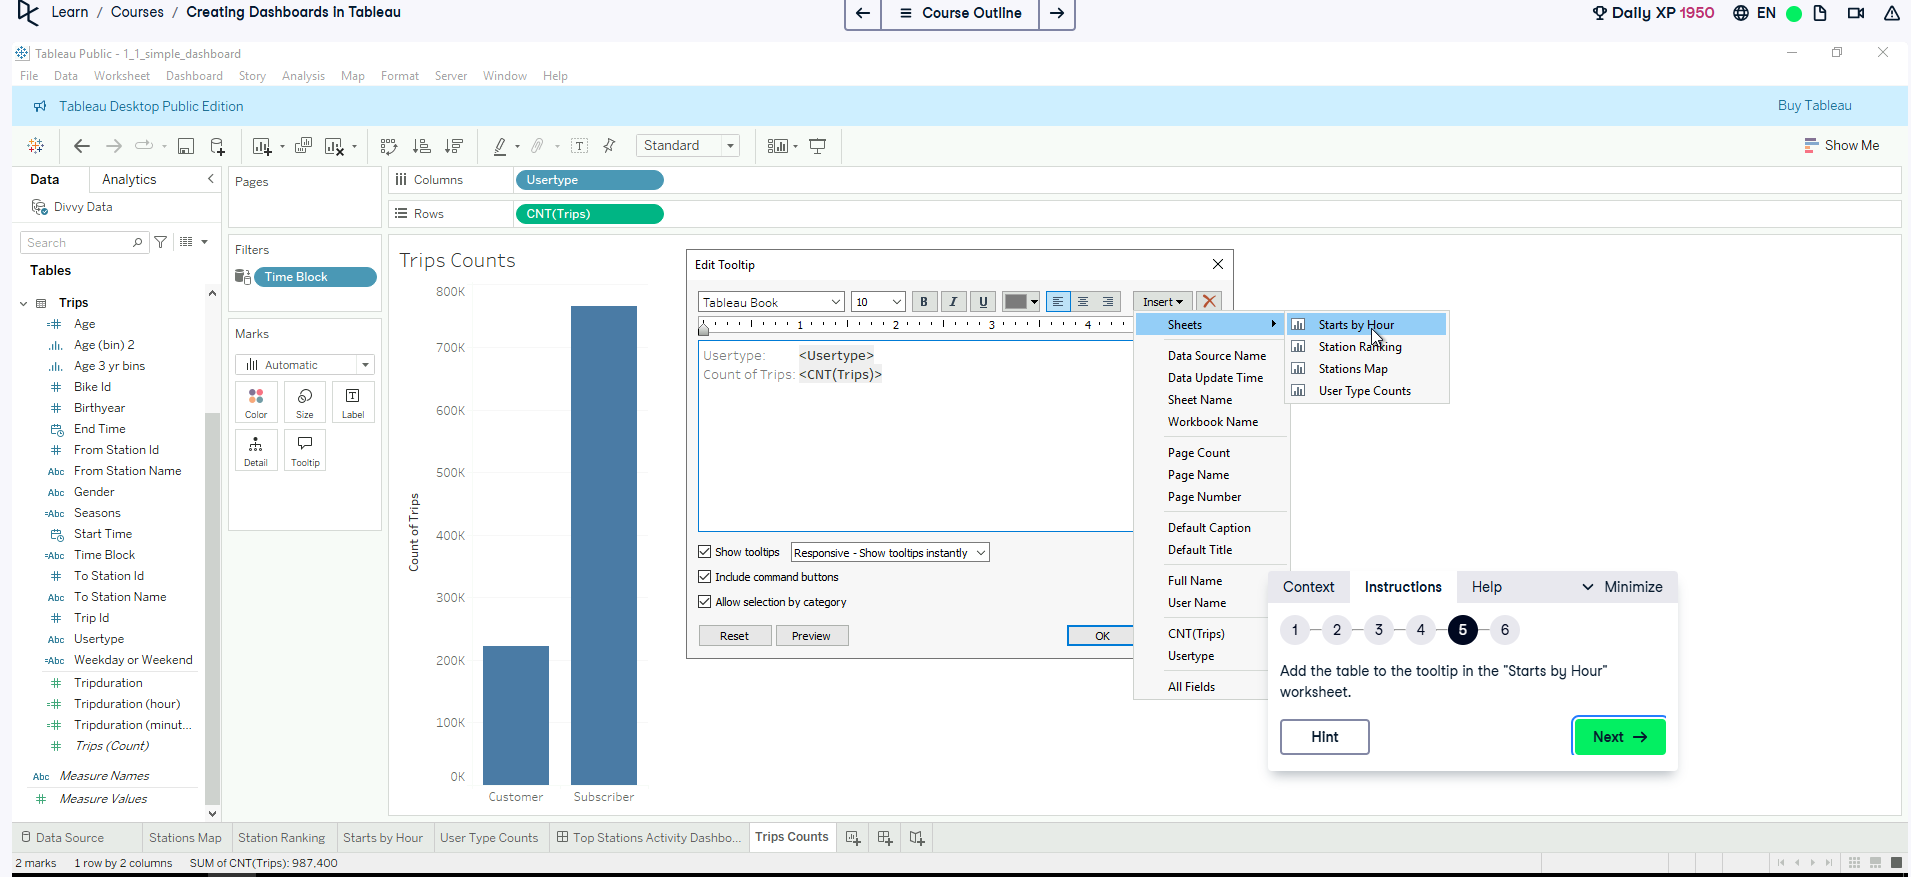 Learn / Courses / Creating Dashboards in Tableau
Course Outline
Daily XP 1950
EN
Tableau Public - 1_1_simple_dashboard
File Data Worksheet Dashboard Story Analysis Map Format Server Window Help
Tableau Desktop Public Edition
Buy Tableau
Standard
Show Me
Data
Analytics
Divvy Data
Search
Tables
Trips
Age
Age (bin) 2
Age 3 yr bins
Bike Id
Birthyear
End Time
From Station Id
Abc From Station Name
Abc Gender
=Abc Seasons
Start Time
=Abc Time Block
To Station Id
Abc To Station Name
Trip Id
Abc Usertype
=Abc Weekday or Weekend
Tripduration
Tripduration (hour)
Tripduration (minut...
Trips (Count)
Abc Measure Names
Measure Values
Pages
Filters
Time Block
Marks
Automatic
Color
Size
Label
Detail
Tooltip
Columns
Usertype
Rows
CNT(Trips)
Trips Counts
Count of Trips
800K
700K
600K
500K
400K
300K
200K
100K
0K
Customer
Subscriber
Edit Tooltip
Tableau Book
10
B I U
Insert
1 2 3 4
Usertype: <Usertype>
Count of Trips: <CNT(Trips)>
Show tooltips
Responsive - Show tooltips instantly
Include command buttons
Allow selection by category
Reset
Preview
OK
Sheets
Data Source Name
Data Update Time
Sheet Name
Workbook Name
Page Count
Page Name
Page Number
Default Caption
Default Title
Full Name
User Name
CNT(Trips)
Usertype
All Fields
Starts by Hour
Station Ranking
Stations Map
User Type Counts
Context
Instructions
Help
Minimize
1 2 3 4 5 6
Add the table to the tooltip in the "Starts by Hour"
worksheet.
Hint
Next
Data Source
Stations Map
Station Ranking
Starts by Hour
User Type Counts
Top Stations Activity Dashbo...
Trips Counts
2 marks 1 row by 2 columns SUM of CNT(Trips): 987,400